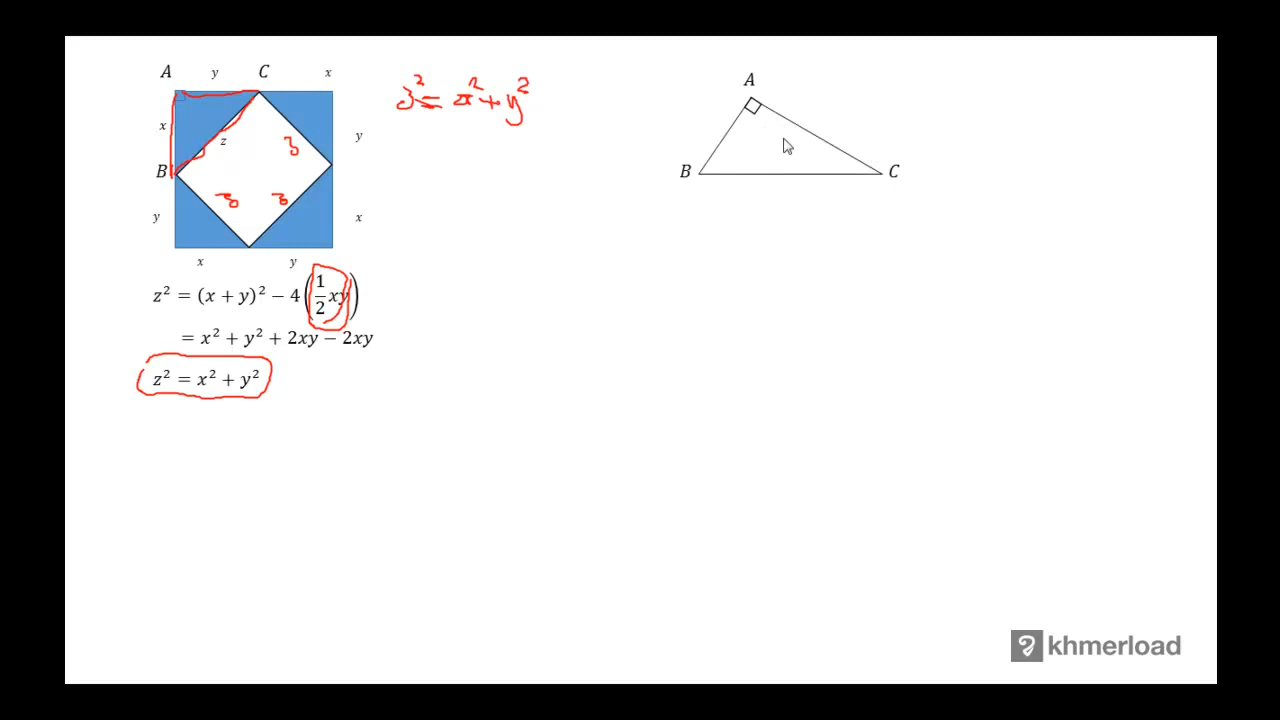 A y C x
z² = x² + y²
x z z y
B
z z
y x
x y
z² = (x + y)² − 4(1/2 xy)
= x² + y² + 2xy − 2xy
z² = x² + y²
A
B C
khmerload